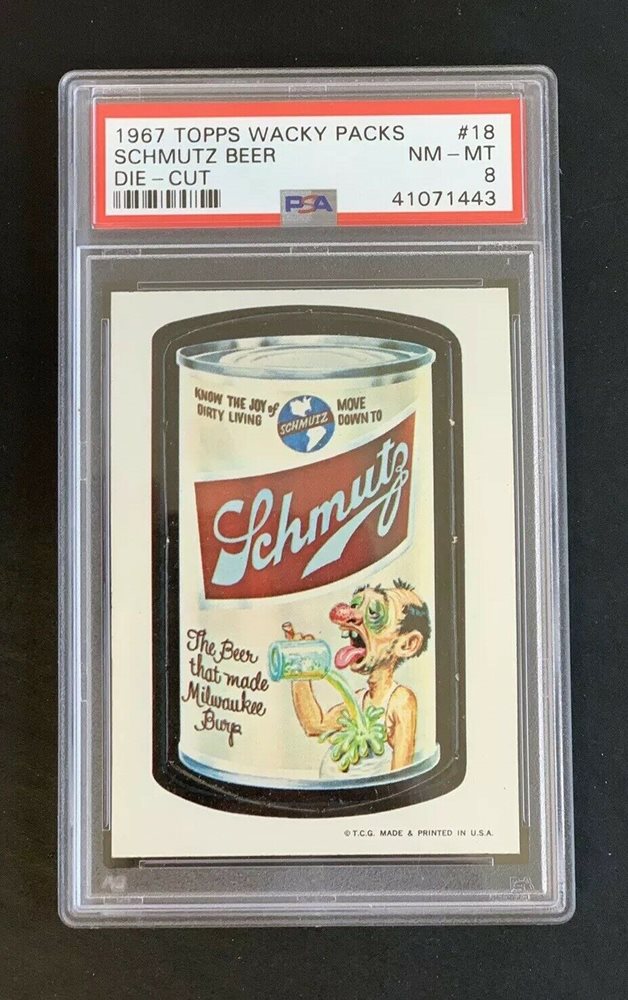 1967 TOPPS WACKY PACKS #18
SCHMUTZ BEER NM - MT
DIE - CUT 8
PSA 41071443
KNOW THE JOY of MOVE
DIRTY LIVING SCHMUTZ DOWN TO
Schmutz
The Beer
that made
Milwaukee
Burp
© T.C.G. MADE & PRINTED IN U.S.A.